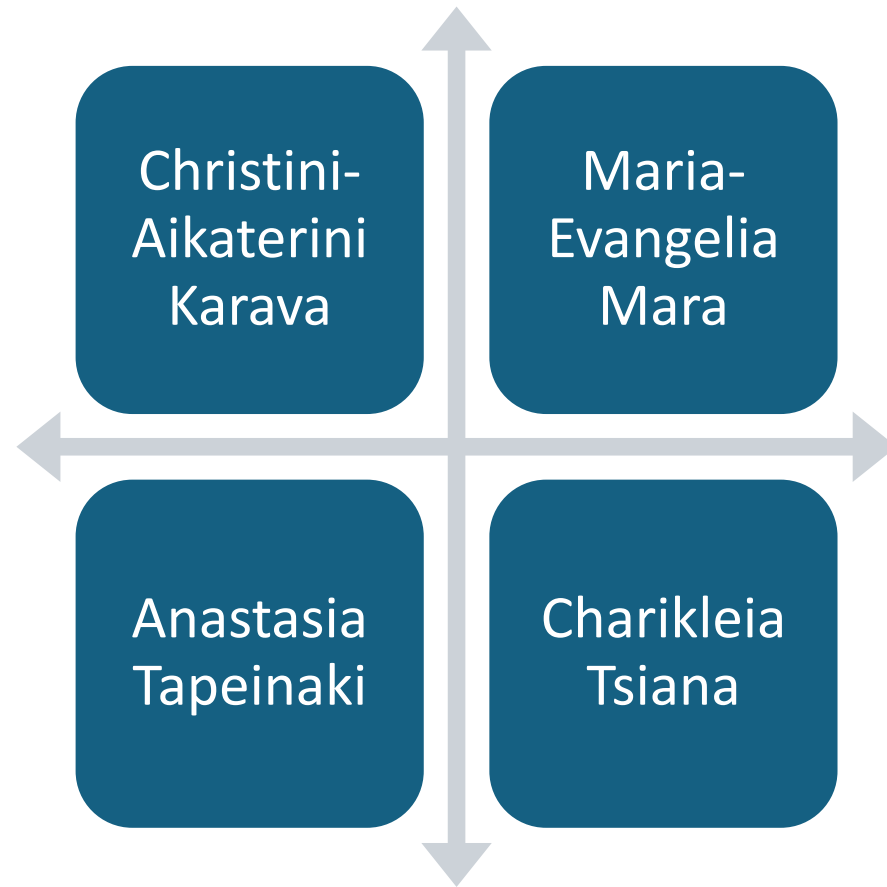 Christini-
Aikaterini
Karava
Maria-
Evangelia
Mara
Anastasia
Tapeinaki
Charikleia
Tsiana